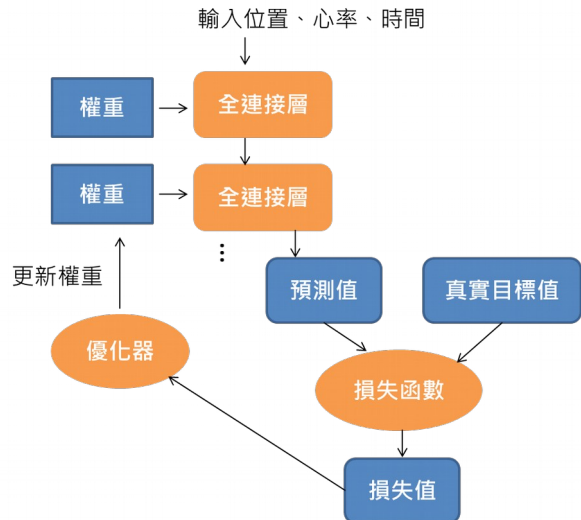 輸入位置、心率、時間
權重
全連接層
權重
全連接層
...
更新權重
預測值
真實目標值
優化器
損失函數
損失值